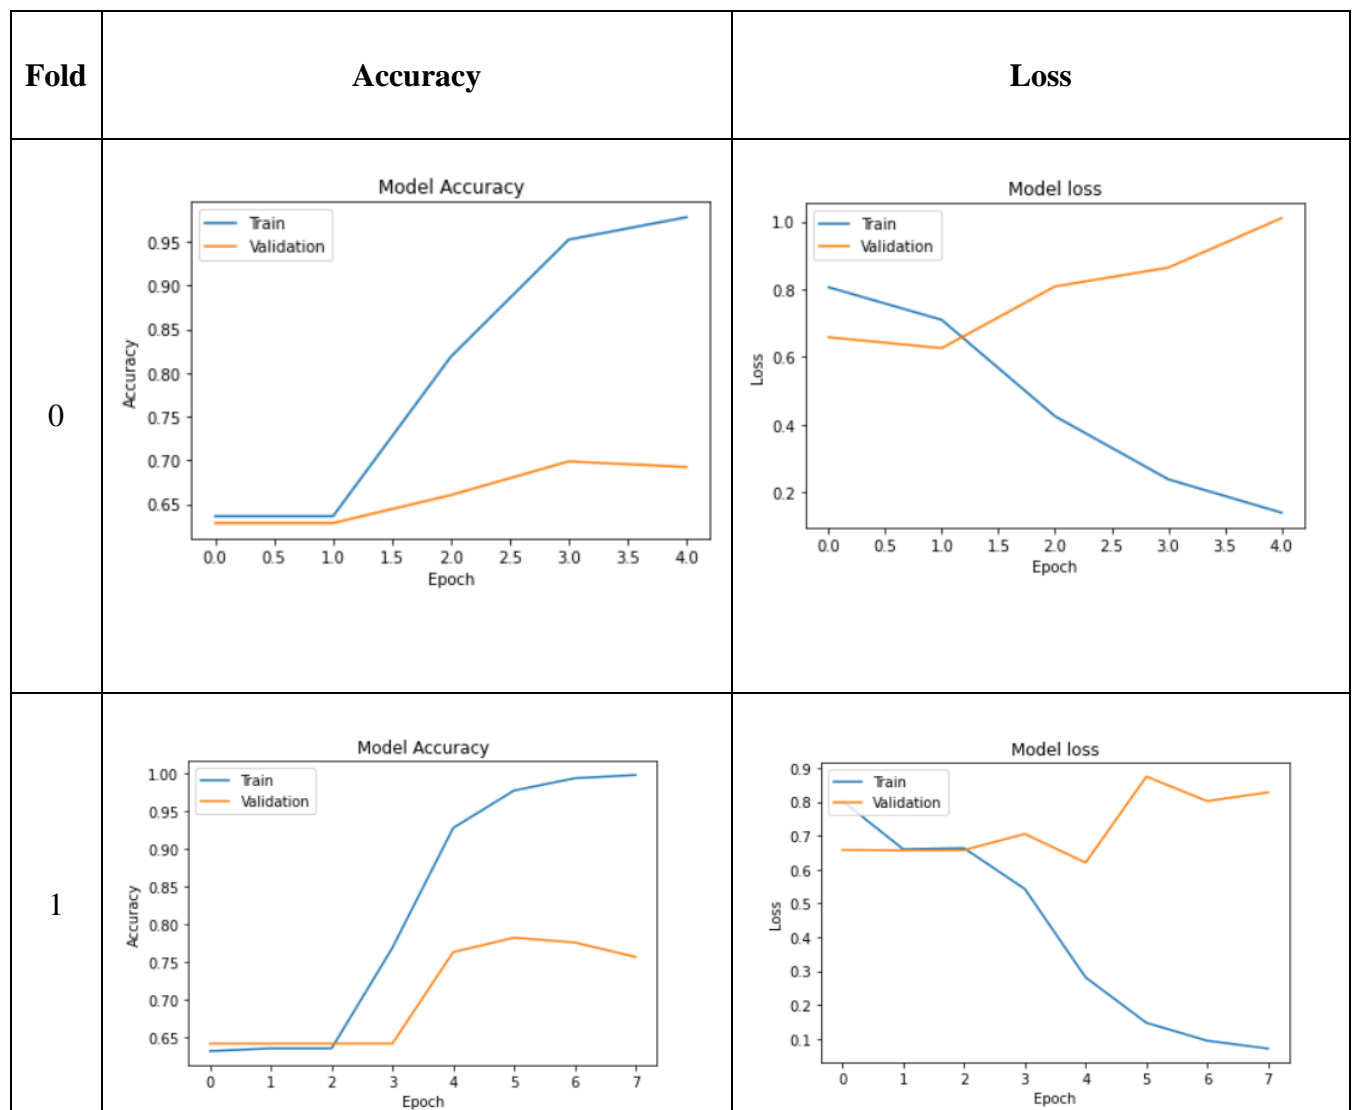 Fold Accuracy Loss
0
Model Accuracy
Train
Validation
0.95
0.90
0.85
0.80
0.75
0.70
0.65
Accuracy
0.0 0.5 1.0 1.5 2.0 2.5 3.0 3.5 4.0
Epoch
Model loss
Train
Validation
1.0
0.8
0.6
0.4
0.2
Loss
0.0 0.5 1.0 1.5 2.0 2.5 3.0 3.5 4.0
Epoch
1
Model Accuracy
Train
Validation
1.00
0.95
0.90
0.85
0.80
0.75
0.70
0.65
Accuracy
0 1 2 3 4 5 6 7
Epoch
Model loss
Train
Validation
0.9
0.8
0.7
0.6
0.5
0.4
0.3
0.2
0.1
Loss
0 1 2 3 4 5 6 7
Epoch